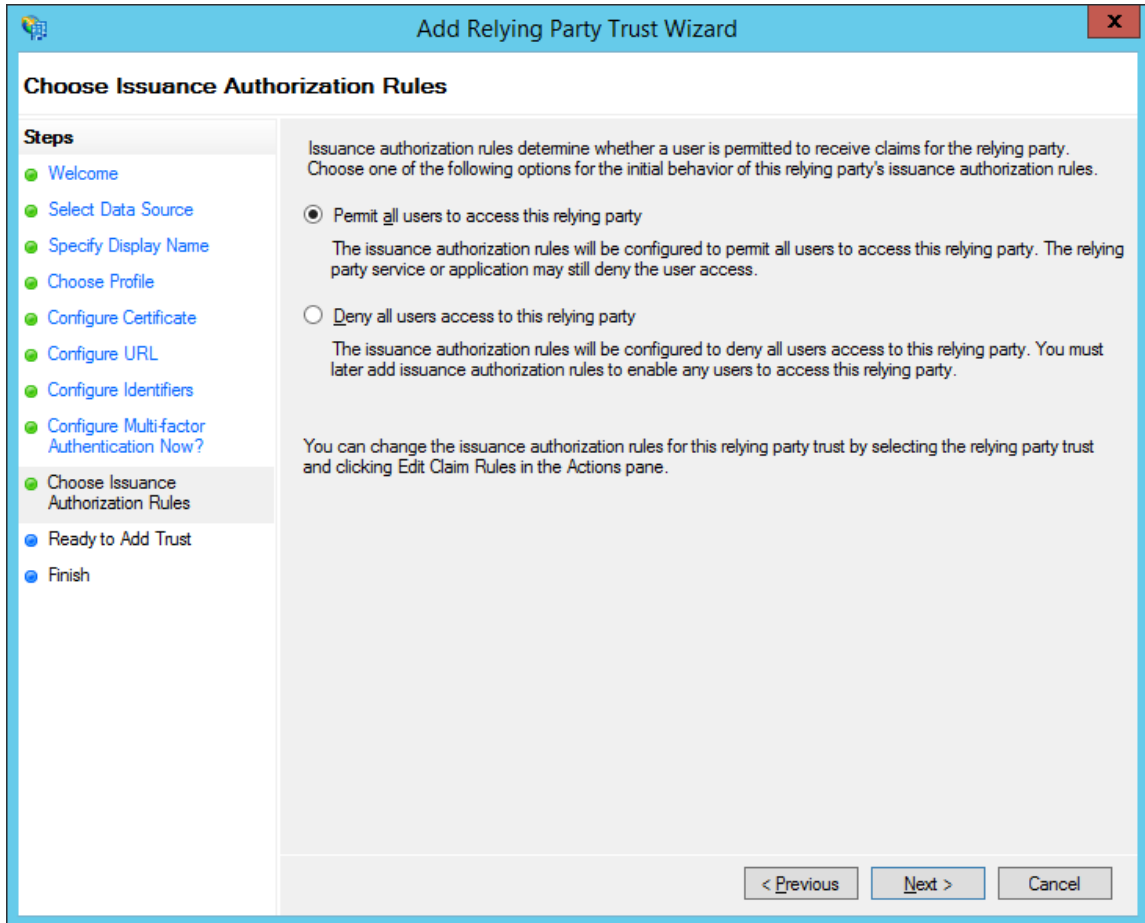 Add Relying Party Trust Wizard
x
Choose Issuance Authorization Rules
Steps
Welcome
Select Data Source
Specify Display Name
Choose Profile
Configure Certificate
Configure URL
Configure Identifiers
Configure Multi-factor
Authentication Now?
Choose Issuance
Authorization Rules
Ready to Add Trust
Finish
Issuance authorization rules determine whether a user is permitted to receive claims for the relying party.
Choose one of the following options for the initial behavior of this relying party's issuance authorization rules.
Permit all users to access this relying party
The issuance authorization rules will be configured to permit all users to access this relying party. The relying
party service or application may still deny the user access.
Deny all users access to this relying party
The issuance authorization rules will be configured to deny all users access to this relying party. You must
later add issuance authorization rules to enable any users to access this relying party.
You can change the issuance authorization rules for this relying party trust by selecting the relying party trust
and clicking Edit Claim Rules in the Actions pane.
< Previous
Next >
Cancel